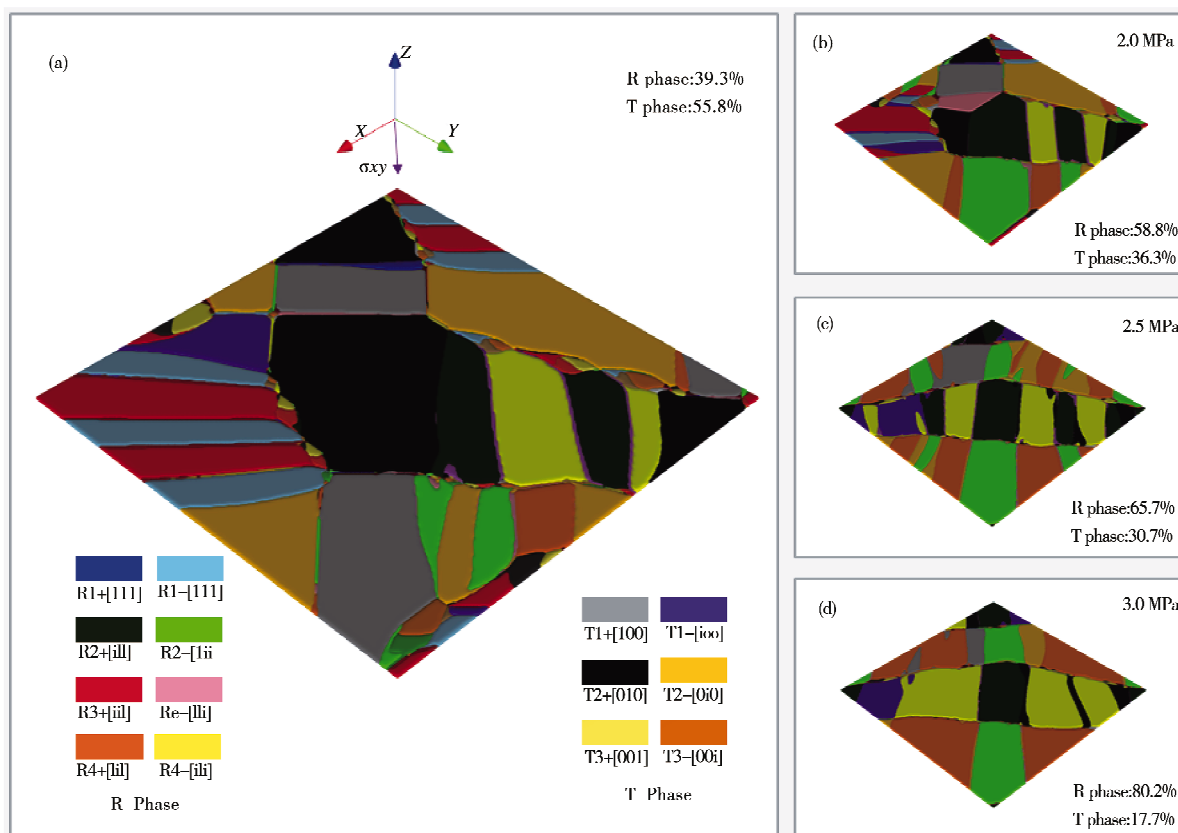 (a)
Z
X
Y
σxy
R phase:39.3%
T phase:55.8%
R1+[111] R1−[111]
R2+[ill] R2−[1ii
R3+[iil] Re−[lli]
R4+[lil] R4−[ili]
R Phase
T1+[100] T1−[ioo]
T2+[010] T2−[0i0]
T3+[001] T3−[00i]
T Phase
(b)
2.0 MPa
R phase:58.8%
T phase:36.3%
(c)
2.5 MPa
R phase:65.7%
T phase:30.7%
(d)
3.0 MPa
R phase:80.2%
T phase:17.7%